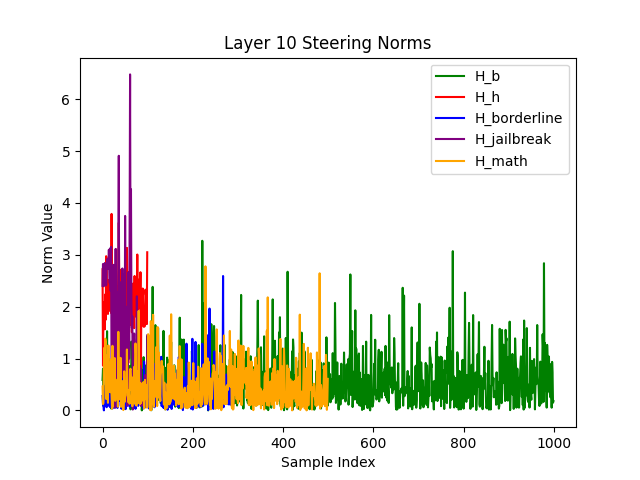 Layer 10 Steering Norms
H_b
H_h
H_borderline
H_jailbreak
H_math
Norm Value
6
5
4
3
2
1
0
0 200 400 600 800 1000
Sample Index